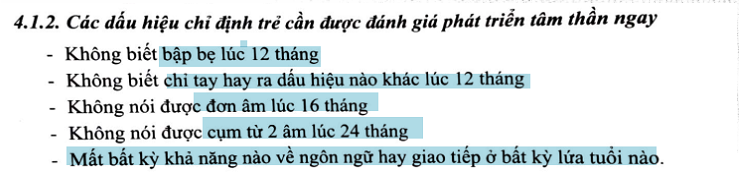 4.1.2. Các dấu hiệu chỉ định trẻ cần được đánh giá phát triển tâm thần ngay
- Không biết bập bẹ lúc 12 tháng
- Không biết chỉ tay hay ra dấu hiệu nào khác lúc 12 tháng
- Không nói được đơn âm lúc 16 tháng
- Không nói được cụm từ 2 âm lúc 24 tháng
- Mất bất kỳ khả năng nào về ngôn ngữ hay giao tiếp ở bất kỳ lứa tuổi nào.